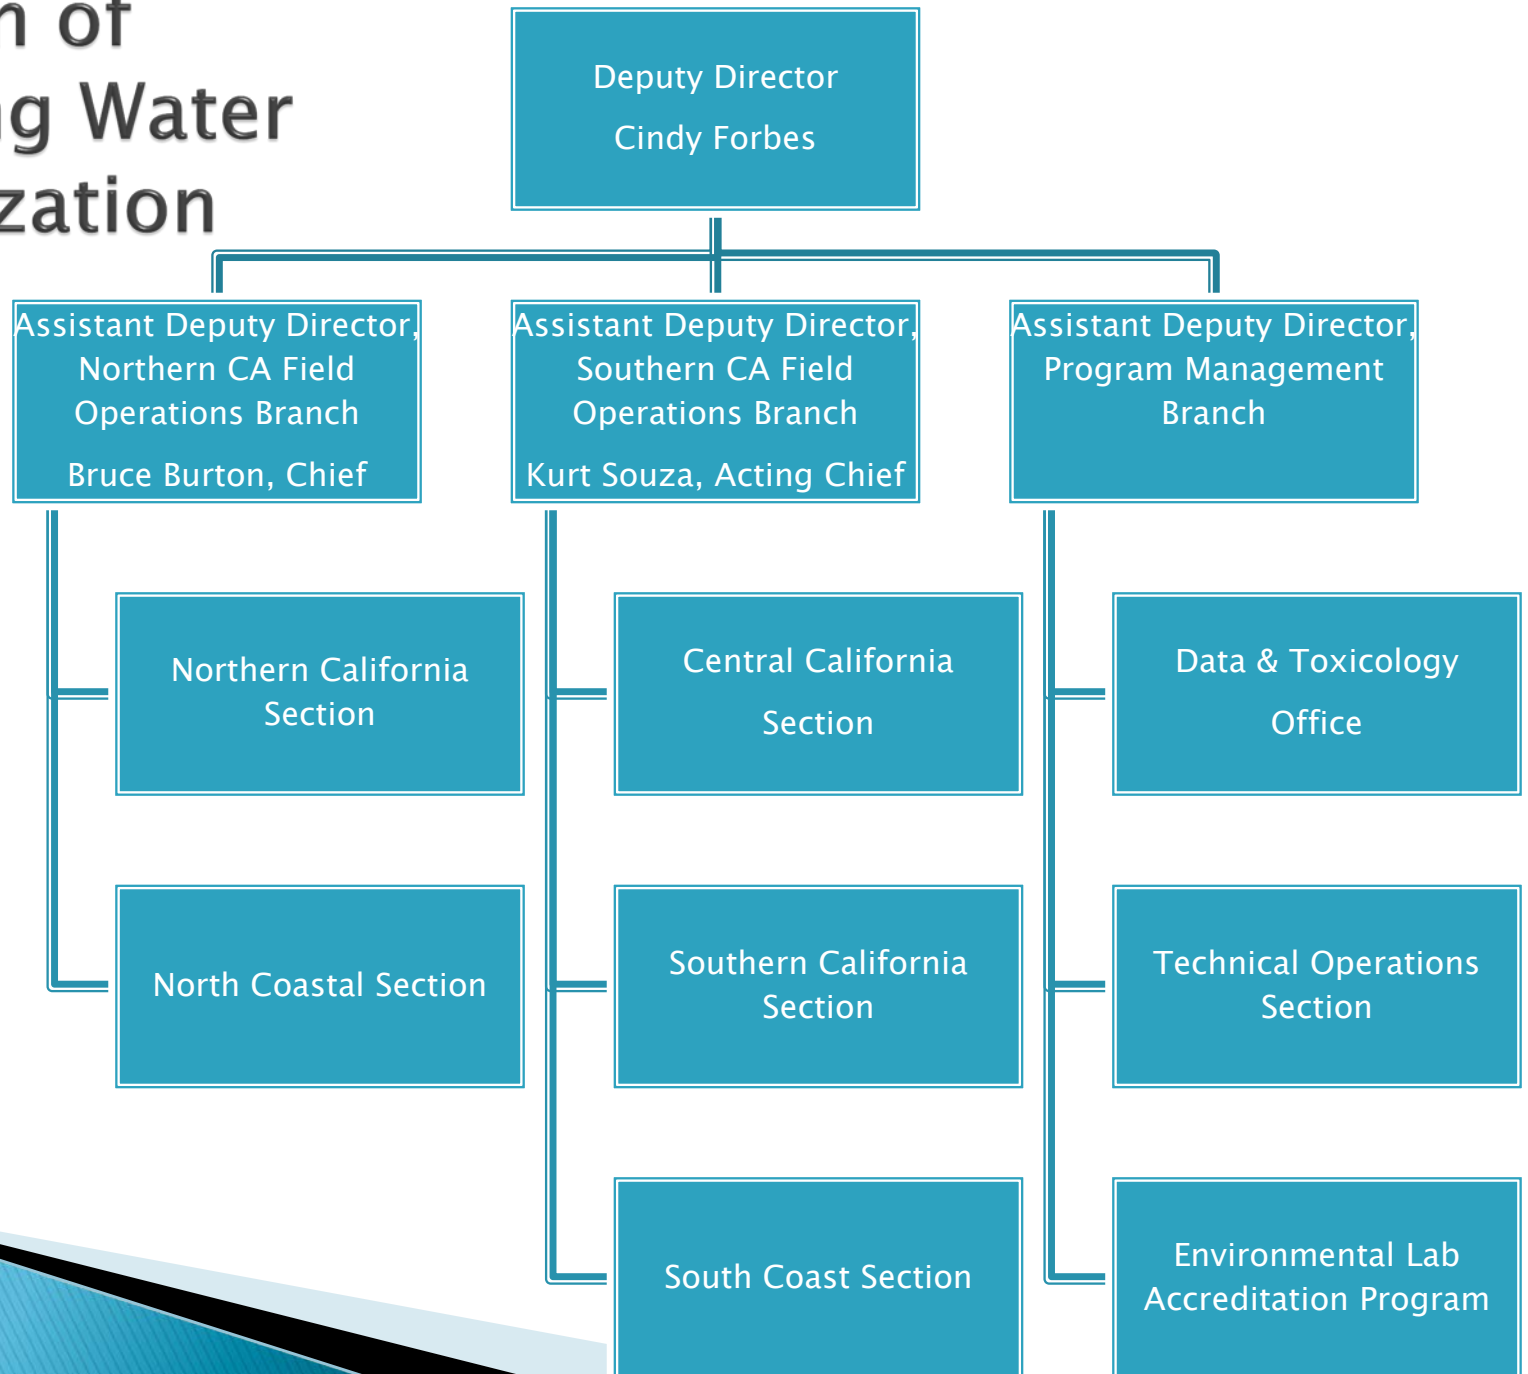 n of
ng Water
zation
Deputy Director
Cindy Forbes
Assistant Deputy Director,
Northern CA Field
Operations Branch
Bruce Burton, Chief
Assistant Deputy Director,
Southern CA Field
Operations Branch
Kurt Souza, Acting Chief
Assistant Deputy Director,
Program Management
Branch
Northern California
Section
North Coastal Section
Central California
Section
Southern California
Section
South Coast Section
Data & Toxicology
Office
Technical Operations
Section
Environmental Lab
Accreditation Program